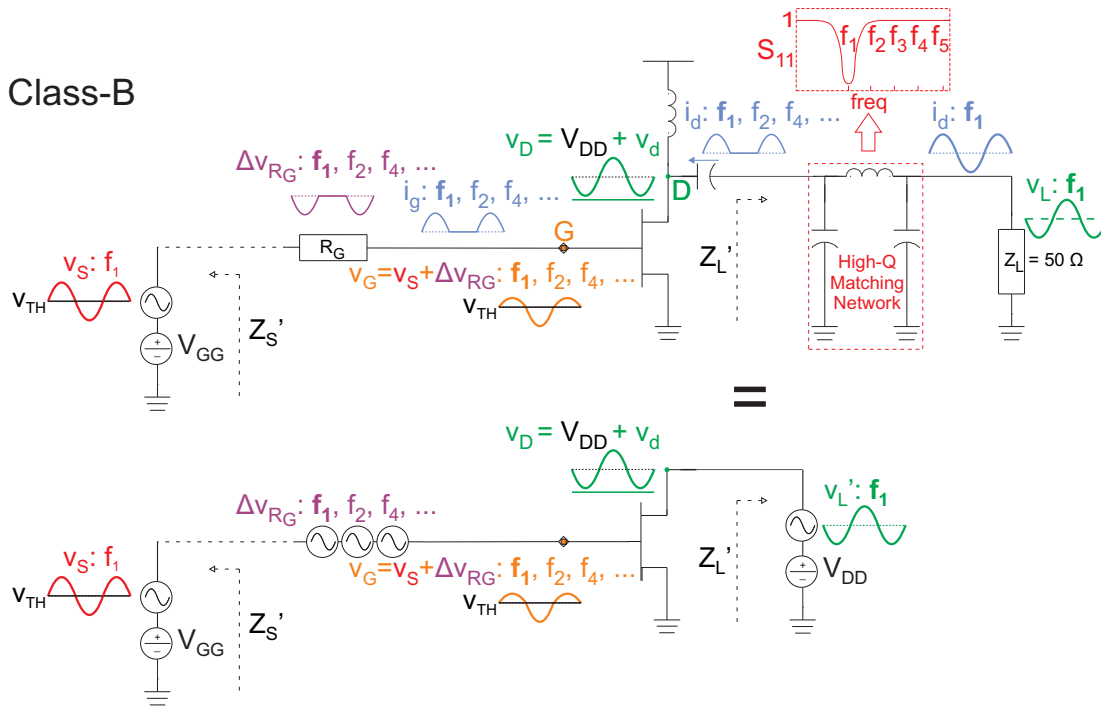 1
S11
f1 f2 f3 f4 f5
freq
Class-B
id: f1, f2, f4, ...
id: f1
vD = VDD + vd
ΔvRG: f1, f2, f4, ...
ig: f1, f2, f4, ...
D
vL: f1
G
RG
vS: f1
vG=vS+ΔvRG: f1, f2, f4, ...
ZL'
High-Q
Matching
Network
ZL = 50 Ω
vTH
vTH
ZS'
+
−
VGG
=
vD = VDD + vd
ΔvRG: f1, f2, f4, ...
vL': f1
vS: f1
vG=vS+ΔvRG: f1, f2, f4, ...
ZL'
+
−
VDD
vTH
vTH
ZS'
+
−
VGG